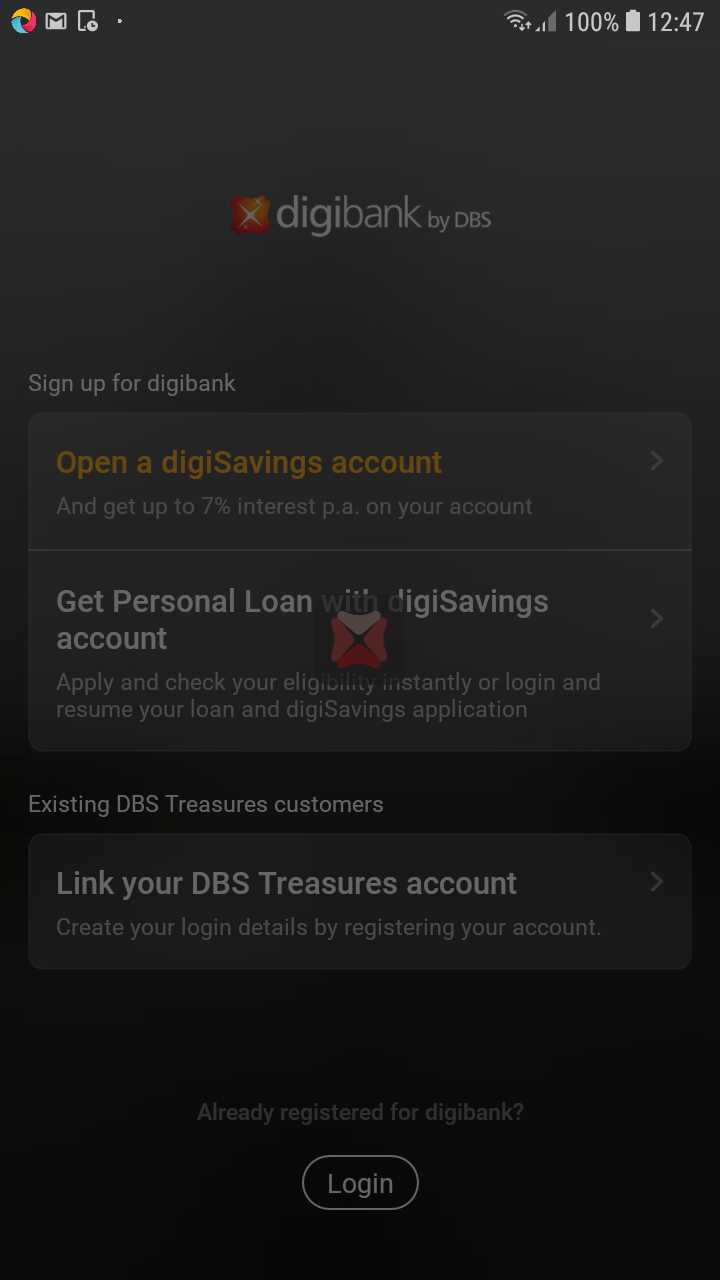 100% 12:47
digibank by DBS
Sign up for digibank
Open a digiSavings account
And get up to 7% interest p.a. on your account
Get Personal Loan with digiSavings
account
Apply and check your eligibility instantly or login and
resume your loan and digiSavings application
Existing DBS Treasures customers
Link your DBS Treasures account
Create your login details by registering your account.
Already registered for digibank?
Login